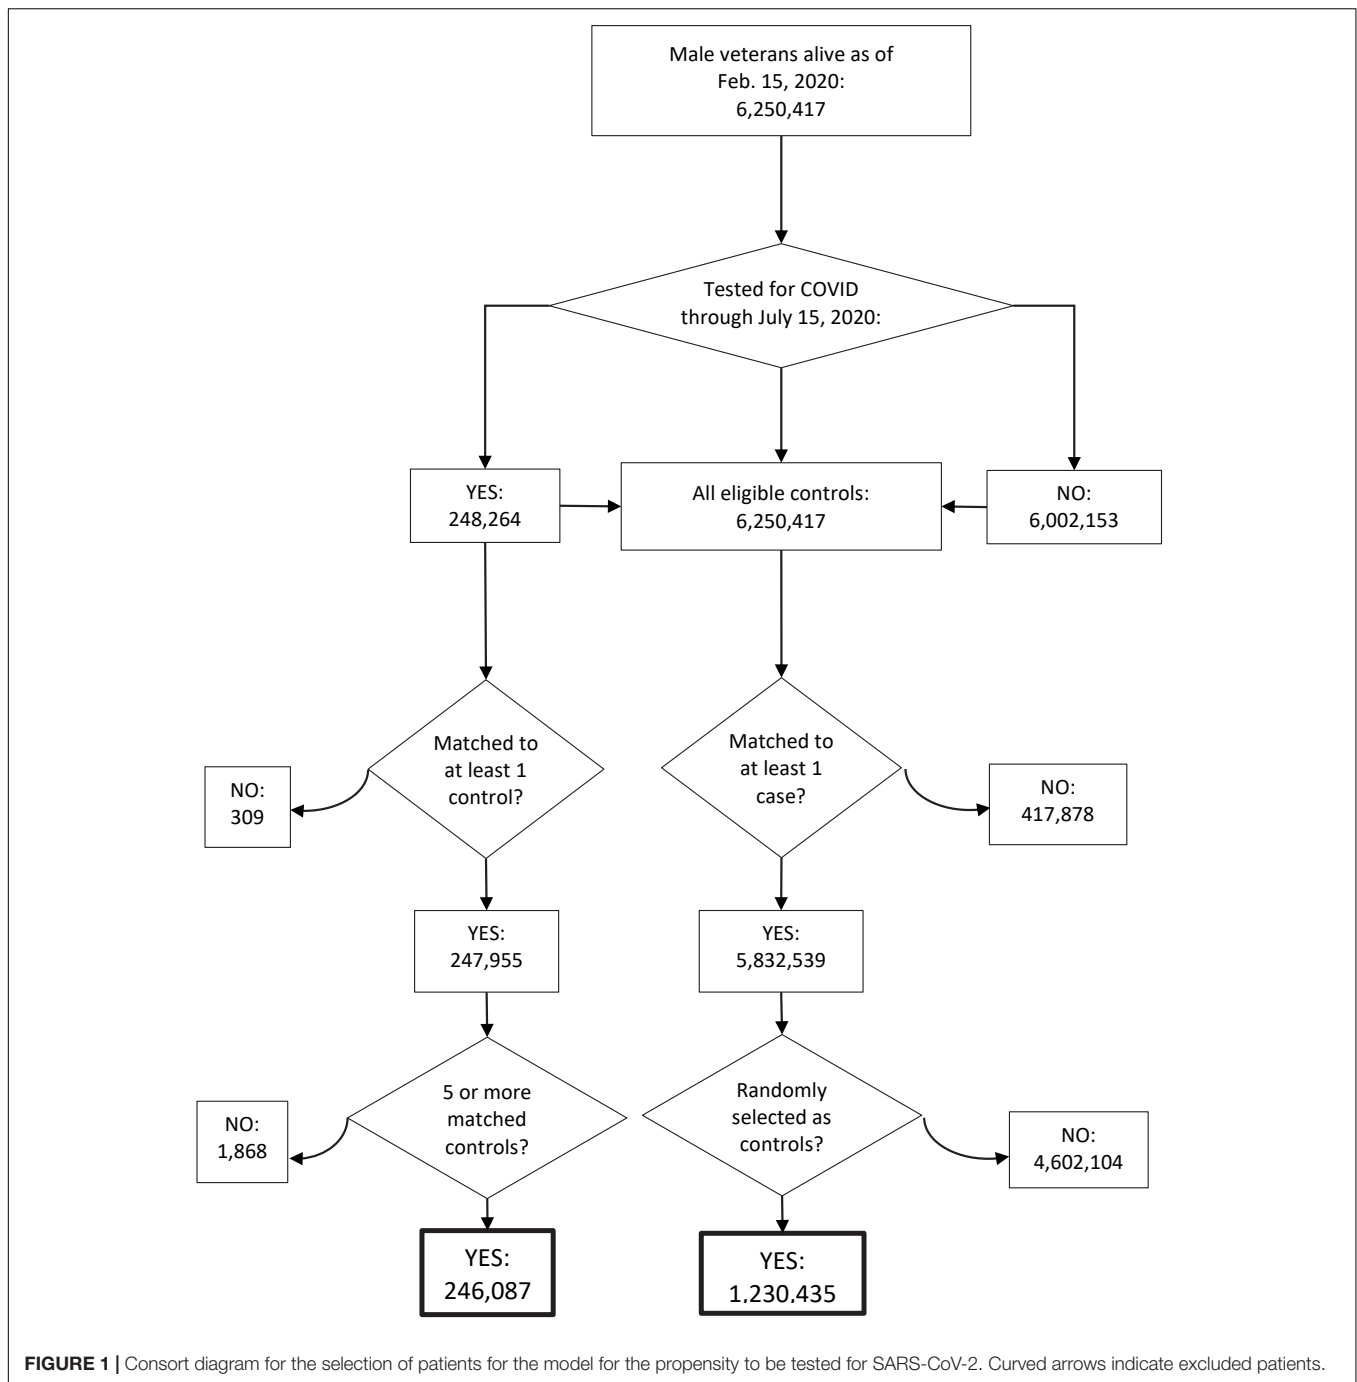 Male veterans alive as of
Feb. 15, 2020:
6,250,417
Tested for COVID
through July 15, 2020:
YES:
248,264
All eligible controls:
6,250,417
NO:
6,002,153
Matched to
at least 1
control?
Matched to
at least 1
case?
NO:
309
NO:
417,878
YES:
247,955
YES:
5,832,539
5 or more
matched
controls?
Randomly
selected as
controls?
NO:
1,868
NO:
4,602,104
YES:
246,087
YES:
1,230,435
FIGURE 1 | Consort diagram for the selection of patients for the model for the propensity to be tested for SARS-CoV-2. Curved arrows indicate excluded patients.